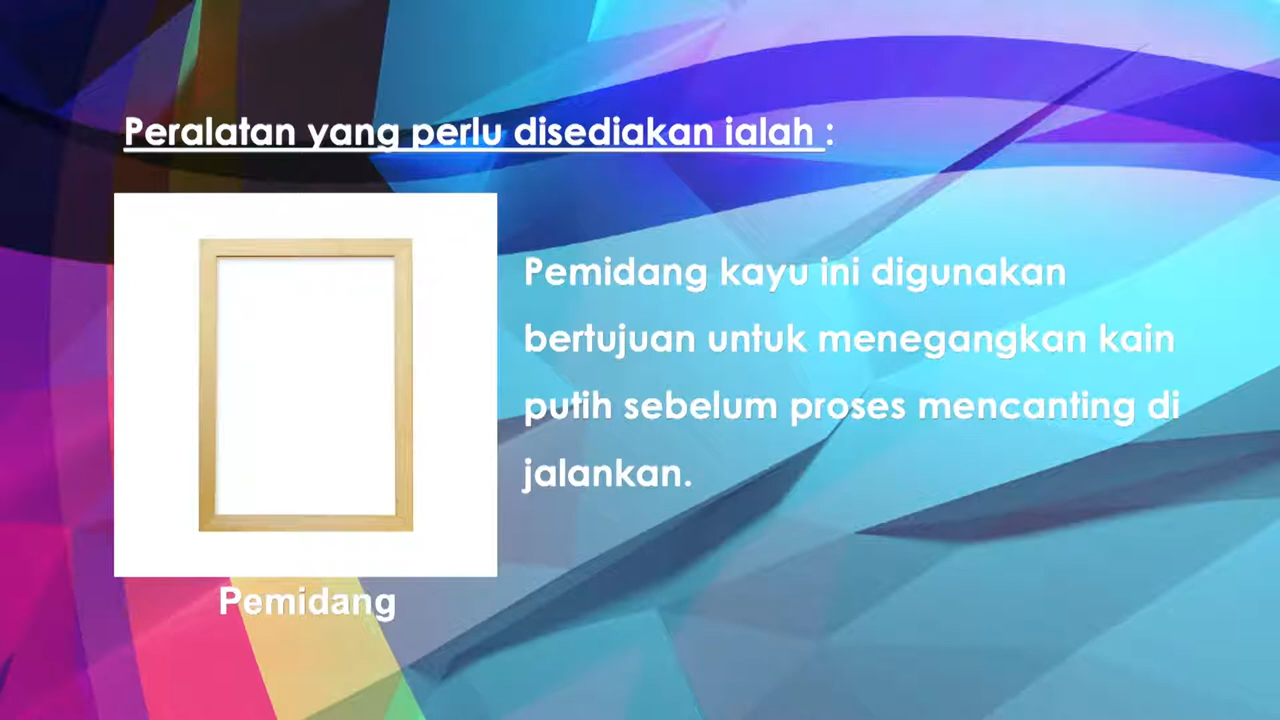 Peralatan yang perlu disediakan ialah :
Pemidang kayu ini digunakan
bertujuan untuk menegangkan kain
putih sebelum proses mencanting di
jalankan.
Pemidang